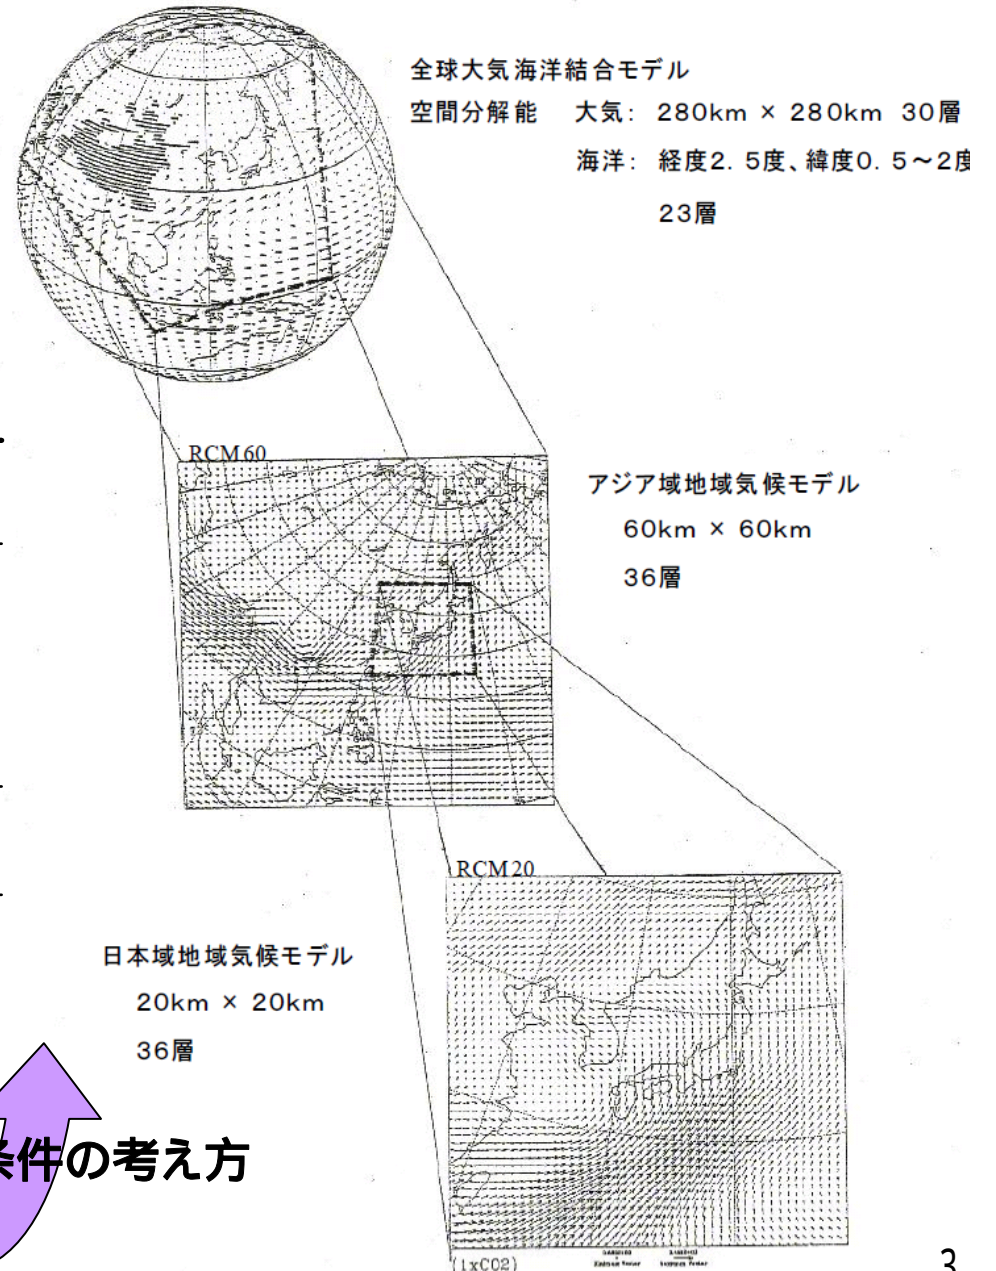 全球大気海洋結合モデル
空間分解能 大気： 280km × 280km 30層
海洋： 経度2．5度、緯度0．5～2度
23層
RCM60
アジア域地域気候モデル
60km × 60km
36層
RCM20
日本域地域気候モデル
20km × 20km
36層
条件の考え方
(1xCO2)
3